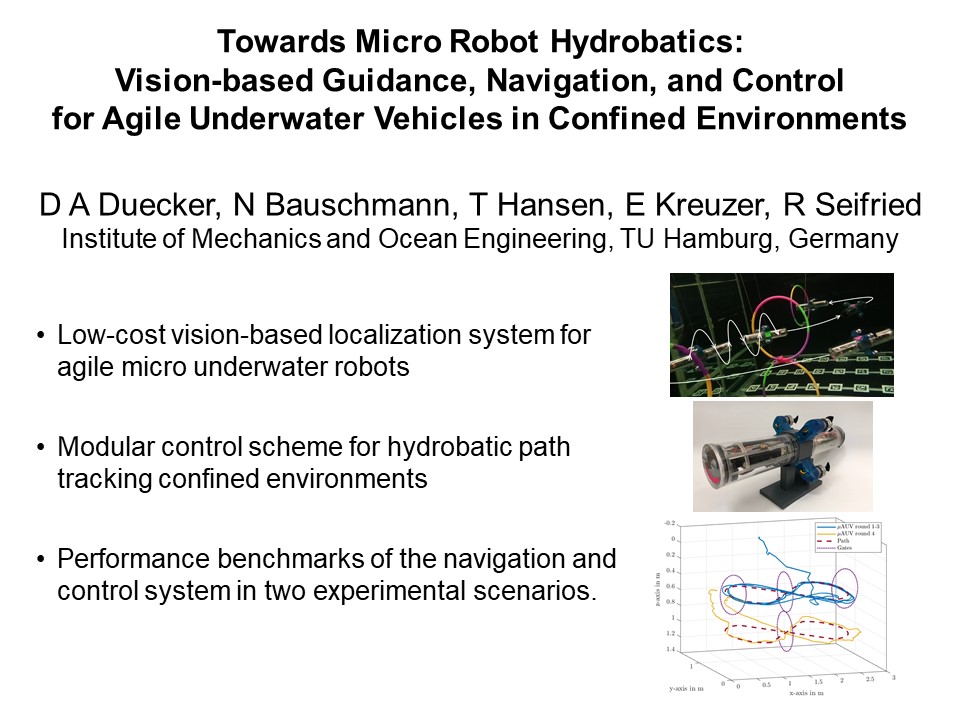 Towards Micro Robot Hydrobatics:
Vision-based Guidance, Navigation, and Control
for Agile Underwater Vehicles in Confined Environments
D A Duecker, N Bauschmann, T Hansen, E Kreuzer, R Seifried
Institute of Mechanics and Ocean Engineering, TU Hamburg, Germany
• Low-cost vision-based localization system for
agile micro underwater robots
• Modular control scheme for hydrobatic path
tracking confined environments
• Performance benchmarks of the navigation and
control system in two experimental scenarios.
μAUV round 1-3
μAUV round 4
Path
Gates
-0.2
0
0.2
0.4
0.6
0.8
1
1.2
1.4
z-axis in m
1
0
y-axis in m
0
0.5
1
1.5
2
2.5
3
x-axis in m